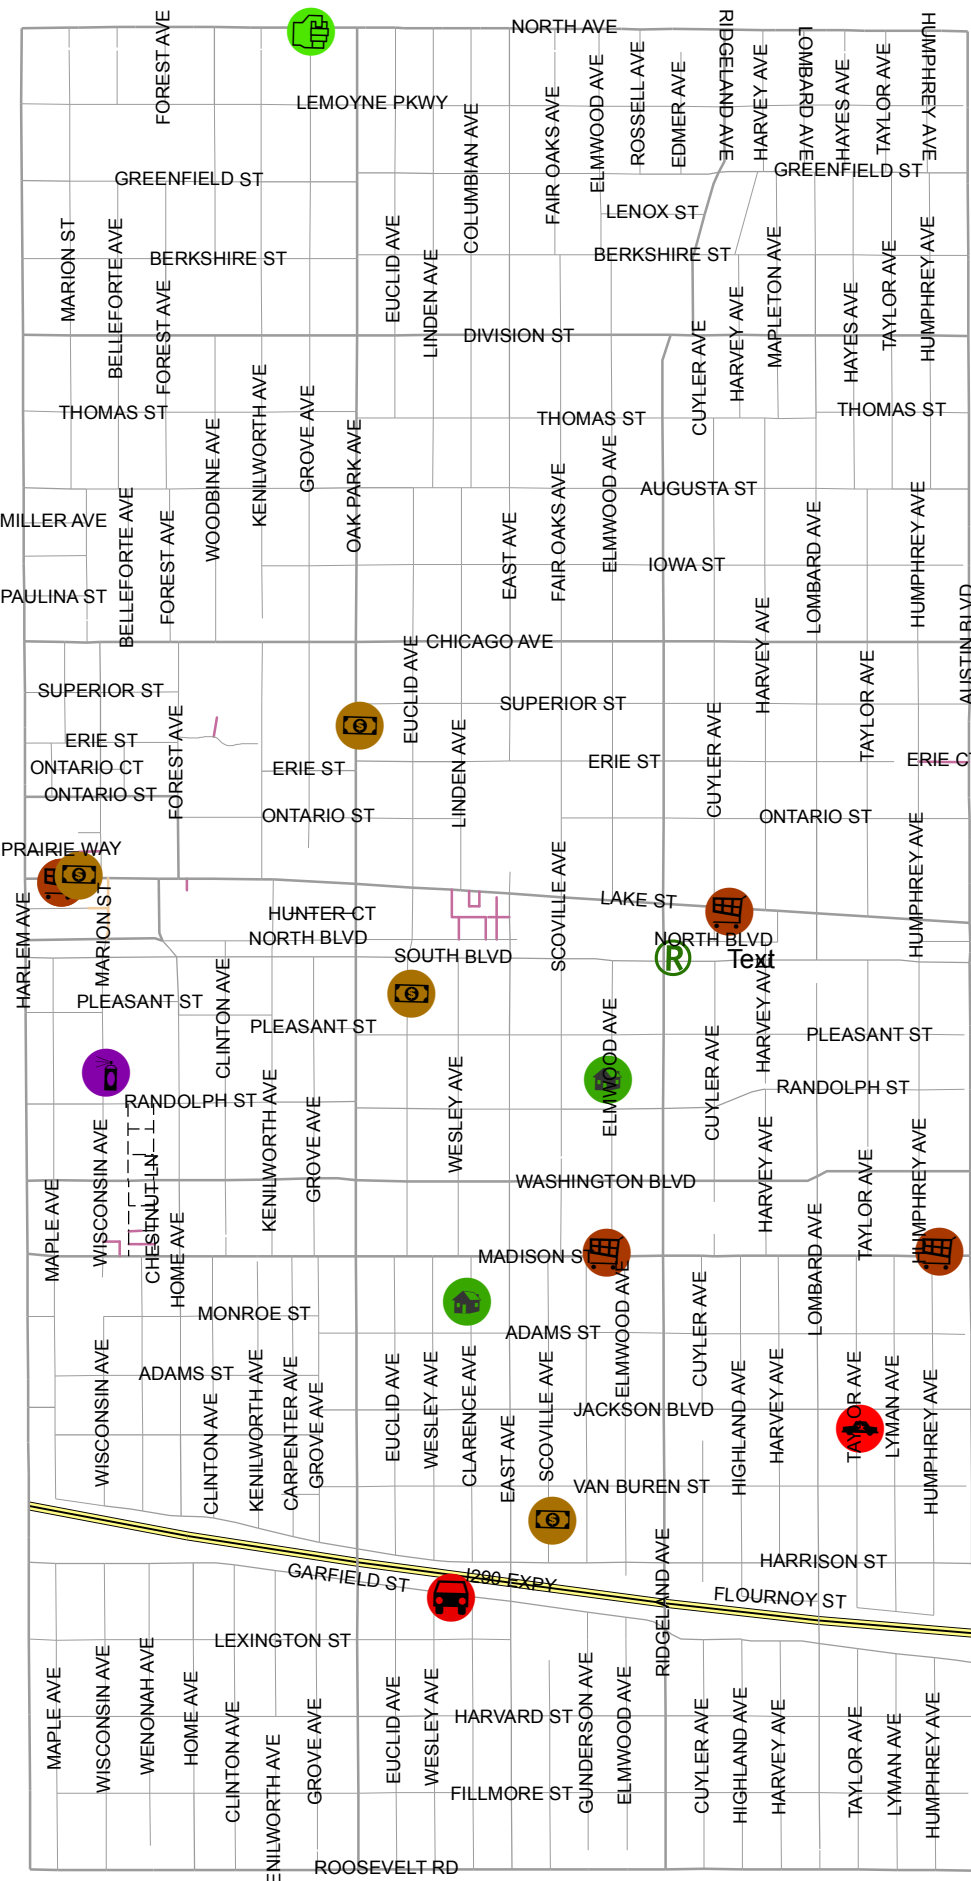 NORTH AVE
FOREST AVE
RIDGELAND AVE
HUMPHREY AVE
LOMBARD AVE
HARVEY AVE
ROSSELL AVE
TAYLOR AVE
ELMWOOD AVE
EDMER AVE
HAYES AVE
FAIR OAKS AVE
LEMOYNE PKWY
COLUMBIAN AVE
GREENFIELD ST
GREENFIELD ST
LENOX ST
MARION ST
BELLEFORTE AVE
EUCLID AVE
HUMPHREY AVE
MAPLETON AVE
TAYLOR AVE
BERKSHIRE ST
BERKSHIRE ST
LINDEN AVE
FOREST AVE
HAYES AVE
HARVEY AVE
CUYLER AVE
DIVISION ST
KENILWORTH AVE
GROVE AVE
THOMAS ST
THOMAS ST
THOMAS ST
WOODBINE AVE
OAK PARK AVE
ELMWOOD AVE
FAIR OAKS AVE
AUGUSTA ST
HUMPHREY AVE
BELLEFORTE AVE
LOMBARD AVE
FOREST AVE
EAST AVE
MILLER AVE
IOWA ST
PAULINA ST
AUSTIN BLVD
HARVEY AVE
CHICAGO AVE
EUCLID AVE
TAYLOR AVE
SUPERIOR ST
SUPERIOR ST
CUYLER AVE
FOREST AVE
LINDEN AVE
ERIE ST
ERIE ST
ERIE ST
ERIE CT
ONTARIO CT
ONTARIO ST
ONTARIO ST
ONTARIO ST
HUMPHREY AVE
PRAIRIE WAY
SCOVILLE AVE
MARION ST
HARLEM AVE
LAKE ST
HUNTER CT
NORTH BLVD
NORTH BLVD
SOUTH BLVD
®
Text
HARVEY AVE
CLINTON AVE
PLEASANT ST
PLEASANT ST
PLEASANT ST
ELMWOOD AVE
CUYLER AVE
WESLEY AVE
KENILWORTH AVE
RANDOLPH ST
RANDOLPH ST
GROVE AVE
WISCONSIN AVE
HARVEY AVE
HUMPHREY AVE
TAYLOR AVE
CHESTNUT LN
MAPLE AVE
WASHINGTON BLVD
HOME AVE
LOMBARD AVE
MADISON ST
ELMWOOD AVE
CUYLER AVE
MONROE ST
ADAMS ST
ADAMS ST
WISCONSIN AVE
CLINTON AVE
KENILWORTH AVE
CARPENTER AVE
GROVE AVE
EUCLID AVE
WESLEY AVE
CLARENCE AVE
EAST AVE
SCOVILLE AVE
HIGHLAND AVE
HARVEY AVE
TAYLOR AVE
LYMAN AVE
HUMPHREY AVE
JACKSON BLVD
VAN BUREN ST
RIDGELAND AVE
HARRISON ST
GARFIELD ST
I290 EXPY
FLOURNOY ST
LEXINGTON ST
MAPLE AVE
WISCONSIN AVE
WENONAH AVE
HOME AVE
CLINTON AVE
ENILWORTH AVE
GROVE AVE
EUCLID AVE
WESLEY AVE
GUNDERSON AVE
ELMWOOD AVE
CUYLER AVE
HIGHLAND AVE
HARVEY AVE
TAYLOR AVE
LYMAN AVE
HUMPHREY AVE
HARVARD ST
FILLMORE ST
ROOSEVELT RD